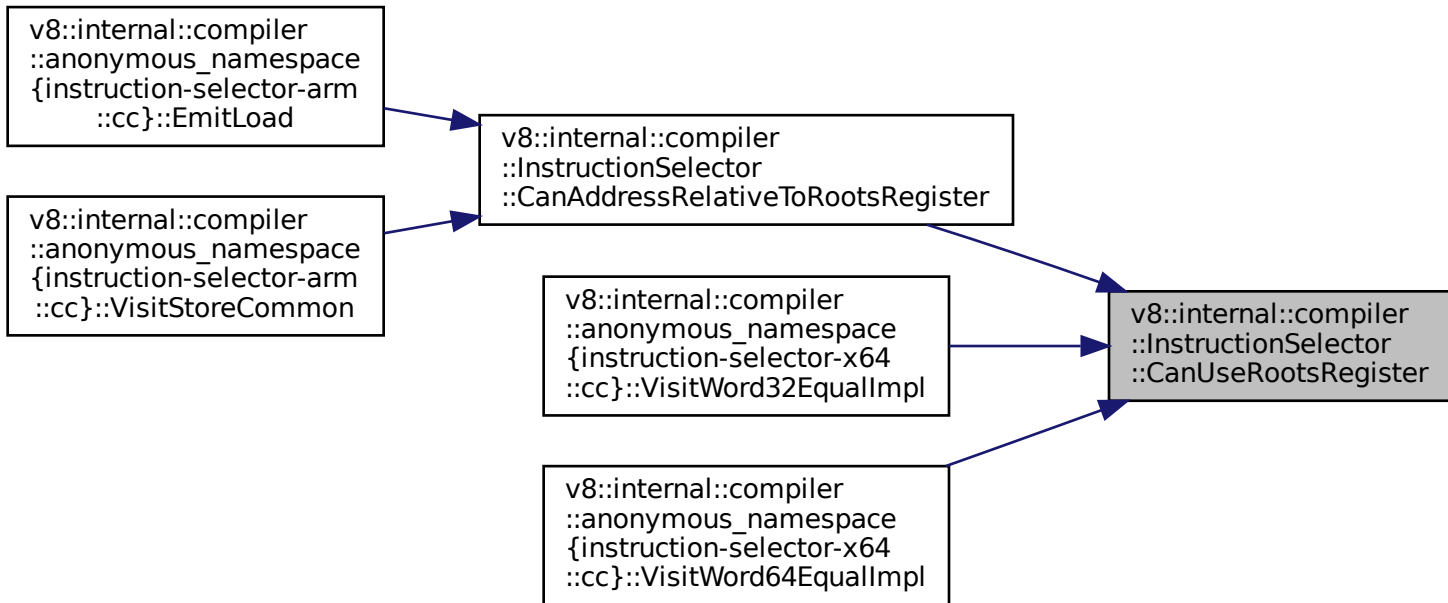 v8::internal::compiler
::anonymous_namespace
{instruction-selector-arm
::cc}::EmitLoad
v8::internal::compiler
::anonymous_namespace
{instruction-selector-arm
::cc}::VisitStoreCommon
v8::internal::compiler
::InstructionSelector
::CanAddressRelativeToRootsRegister
v8::internal::compiler
::anonymous_namespace
{instruction-selector-x64
::cc}::VisitWord32EqualImpl
v8::internal::compiler
::anonymous_namespace
{instruction-selector-x64
::cc}::VisitWord64EqualImpl
v8::internal::compiler
::InstructionSelector
::CanUseRootsRegister